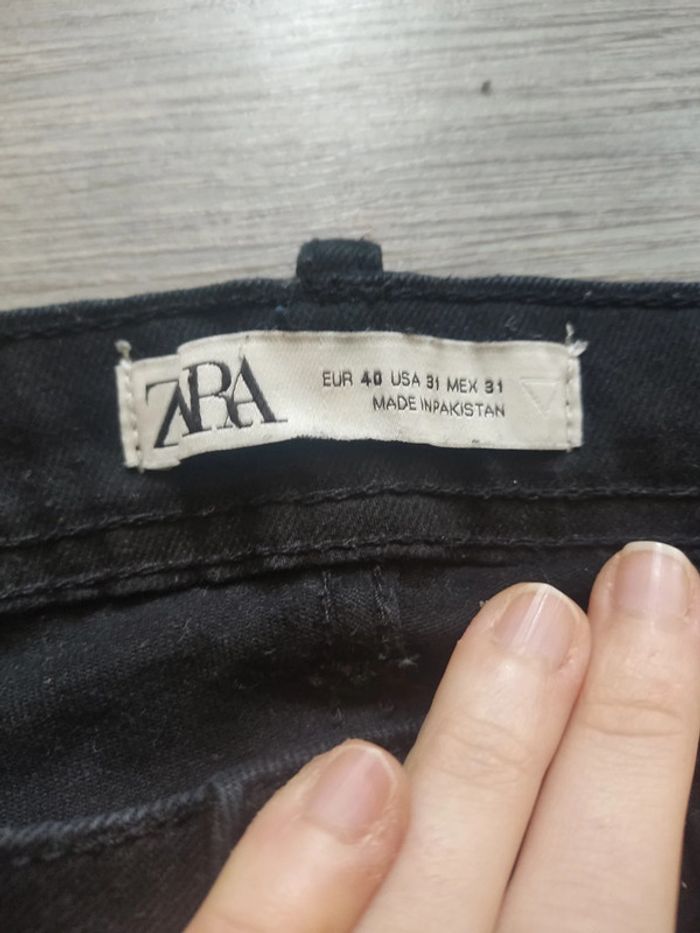 ZARA
EUR 40 USA 31 MEX 31
MADE IN PAKISTAN